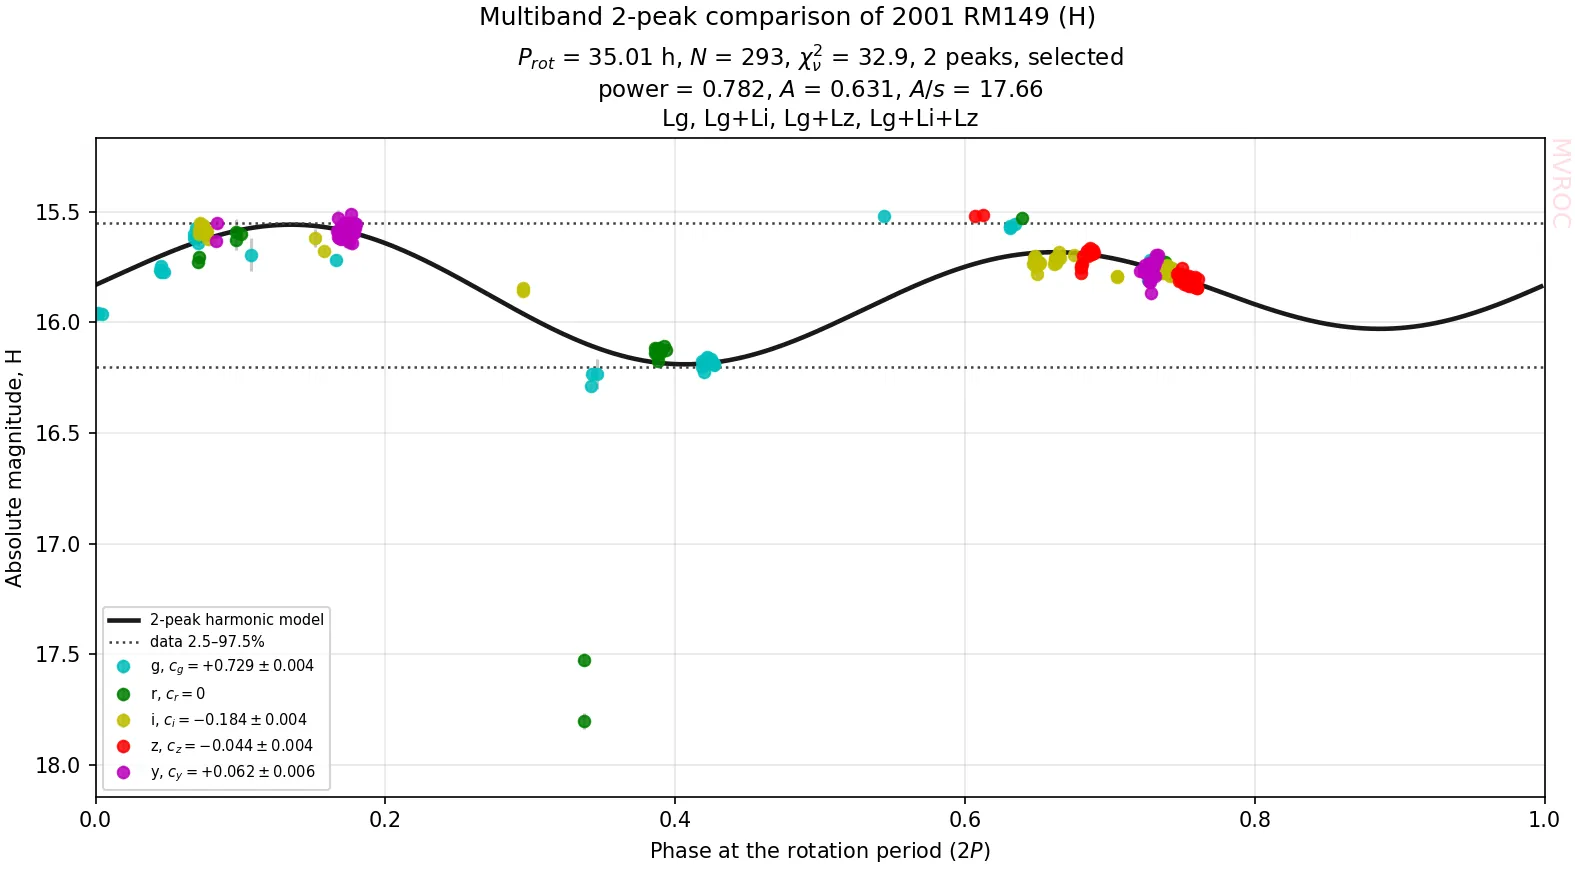 Multiband 2-peak comparison of 2001 RM149 (H)
P_rot = 35.01 h, N = 293, χ²_ν = 32.9, 2 peaks, selected
power = 0.782, A = 0.631, A/s = 17.66
Lg, Lg+Li, Lg+Lz, Lg+Li+Lz
MVROC
Absolute magnitude, H
15.5
16.0
16.5
17.0
17.5
18.0
2-peak harmonic model
data 2.5–97.5%
g, c_g = +0.729 ± 0.004
r, c_r = 0
i, c_i = −0.184 ± 0.004
z, c_z = −0.044 ± 0.004
y, c_y = +0.062 ± 0.006
0.0 0.2 0.4 0.6 0.8 1.0
Phase at the rotation period (2P)